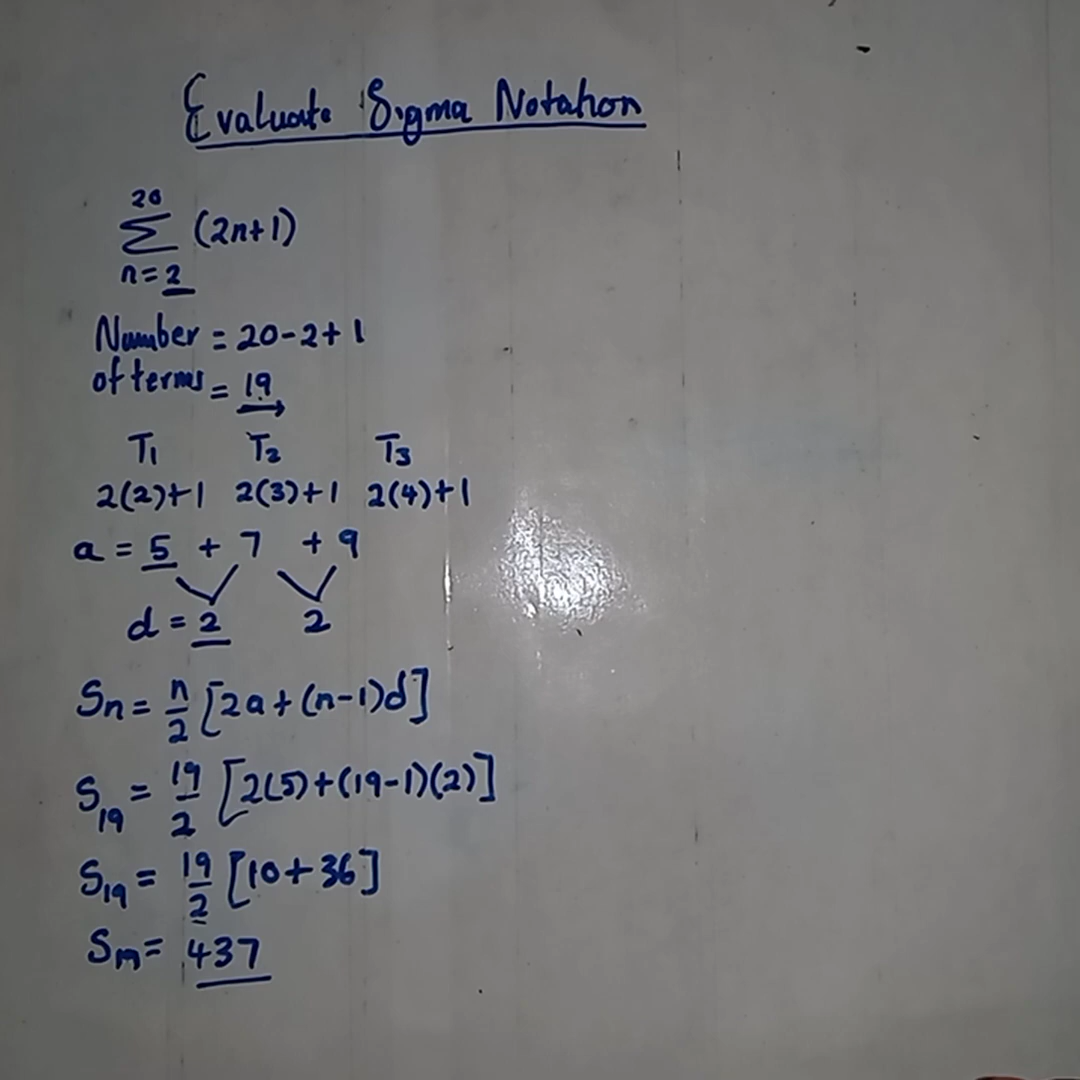 Evaluate Sigma Notation
20
∑ (2n+1)
n=2
Number = 20-2+1
of terms = 19
T1 T2 T3
2(2)+1 2(3)+1 2(4)+1
a = 5 + 7 + 9
d = 2 2
Sn = n/2 [2a+(n-1)d]
S19 = 19/2 [2(5)+(19-1)(2)]
S19 = 19/2 [10+36]
S19 = 437